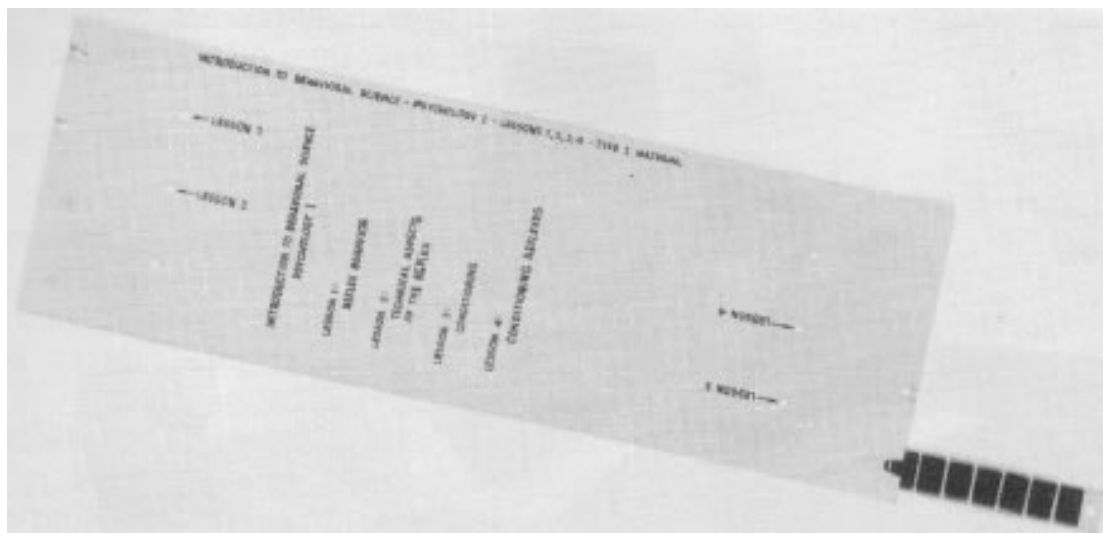 INTRODUCTION TO BEHAVIORAL SCIENCE - PSYCHOLOGY I - LESSONS 1, 2, 3, 4 -
LESSON 1
LESSON 2
INTRODUCTION TO BEHAVIORAL SCIENCE
PSYCHOLOGY I
LESSON 1:
REFLEX BEHAVIOR
LESSON 2:
TECHNICAL ASPECTS
OF THE REFLEX
LESSON 3:
CONDITIONING
LESSON 4:
CONDITIONING REFLEXES
LESSON 4
LESSON 3